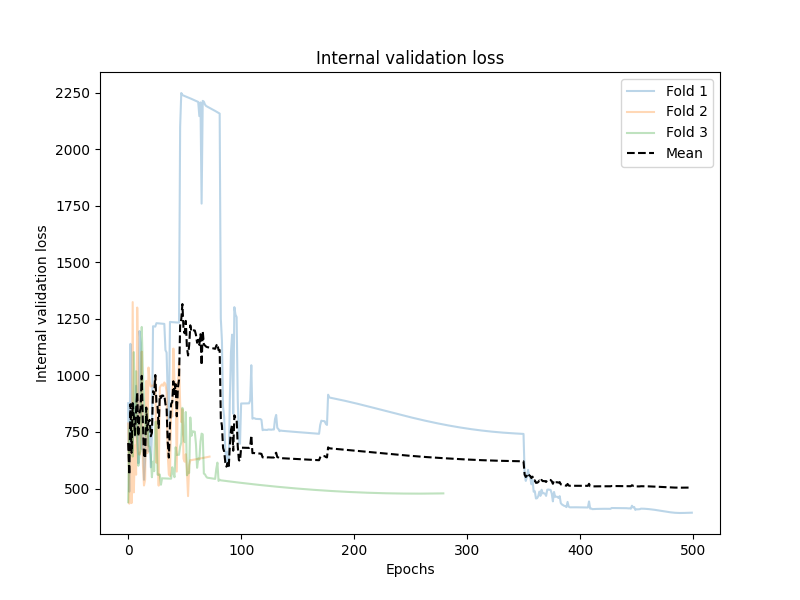 Internal validation loss
Fold 1
Fold 2
Fold 3
Mean
Internal validation loss
2250
2000
1750
1500
1250
1000
750
500
0 100 200 300 400 500
Epochs